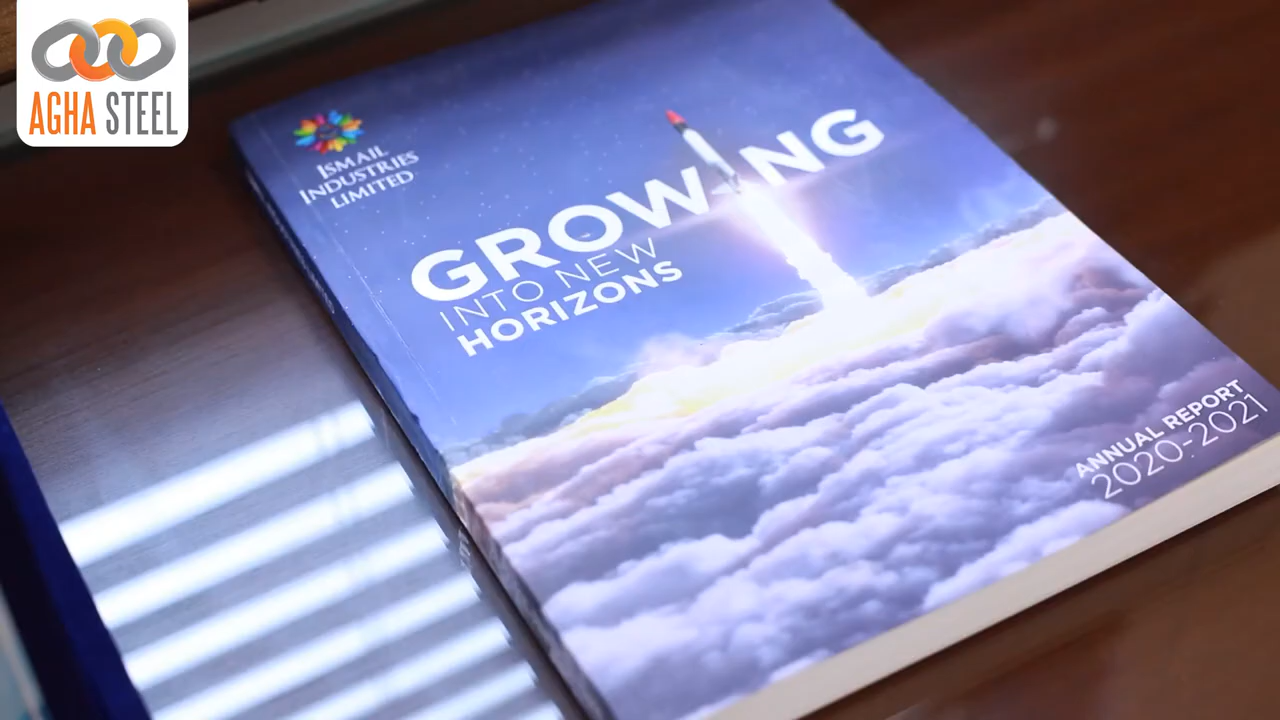 AGHA STEEL
ISMAIL
INDUSTRIES
LIMITED
GROWING
INTO NEW
HORIZONS
ANNUAL REPORT
2020-2021